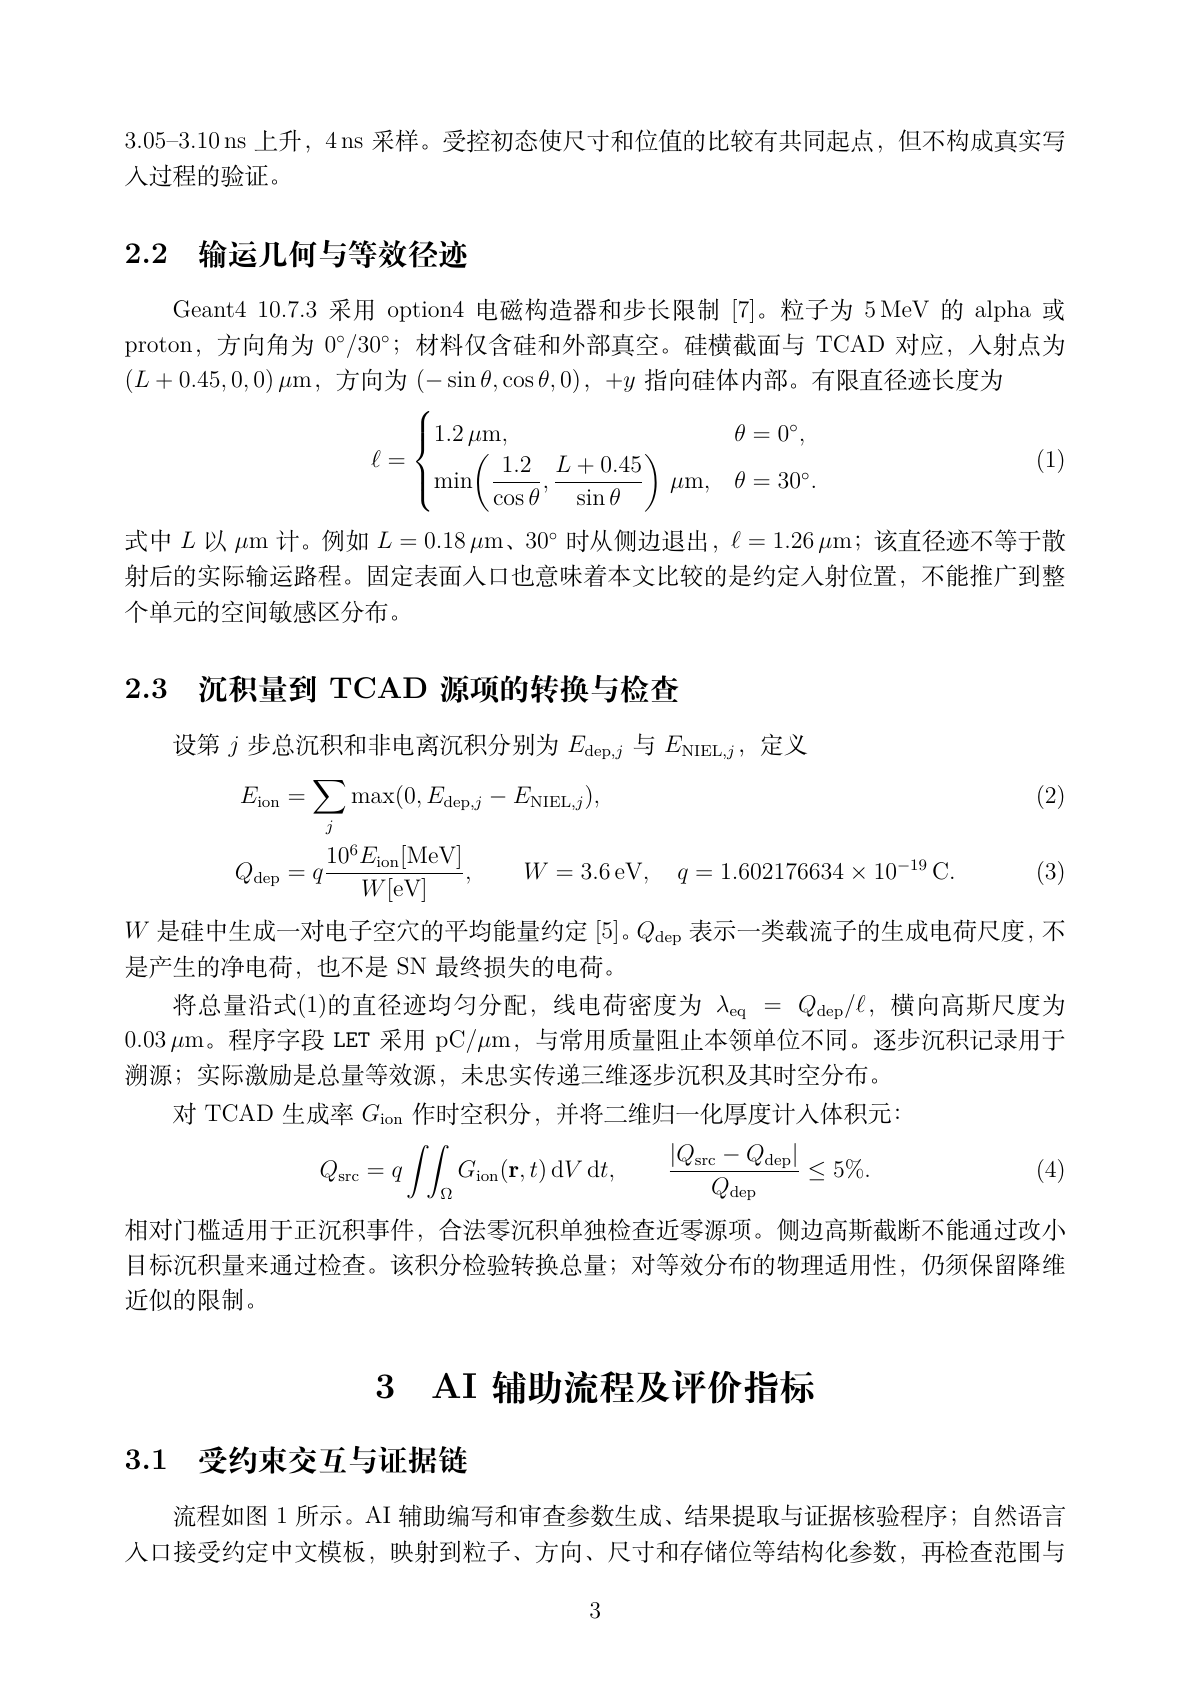 3.05–3.10 ns 上升，4 ns 采样。受控初态使尺寸和位值的比较有共同起点，但不构成真实写
入过程的验证。
2.2 输运几何与等效径迹
Geant4 10.7.3 采用 option4 电磁构造器和步长限制 [7]。粒子为 5 MeV 的 alpha 或
proton，方向角为 0°/30°；材料仅含硅和外部真空。硅横截面与 TCAD 对应，入射点为
(L + 0.45, 0, 0) μm，方向为 (− sin θ, cos θ, 0)，+y 指向硅体内部。有限直径迹长度为
ℓ = { 1.2 μm, θ = 0°,
min( 1.2 / cos θ , (L + 0.45) / sin θ ) μm, θ = 30°. (1)
式中 L 以 μm 计。例如 L = 0.18 μm、30° 时从侧边退出，ℓ = 1.26 μm；该直径迹不等于散
射后的实际输运路程。固定表面入口也意味着本文比较的是约定入射位置，不能推广到整
个单元的空间敏感区分布。
2.3 沉积量到 TCAD 源项的转换与检查
设第 j 步总沉积和非电离沉积分别为 E_dep,j 与 E_NIEL,j，定义
E_ion = ∑_j max(0, E_dep,j − E_NIEL,j), (2)
Q_dep = q 10⁶E_ion[MeV] / W[eV], W = 3.6 eV, q = 1.602176634 × 10⁻¹⁹ C. (3)
W 是硅中生成一对电子空穴的平均能量约定 [5]。Q_dep 表示一类载流子的生成电荷尺度，不
是产生的净电荷，也不是 SN 最终损失的电荷。
将总量沿式(1)的直径迹均匀分配，线电荷密度为 λ_eq = Q_dep/ℓ，横向高斯尺度为
0.03 μm。程序字段 LET 采用 pC/μm，与常用质量阻止本领单位不同。逐步沉积记录用于
溯源；实际激励是总量等效源，未忠实传递三维逐步沉积及其时空分布。
对 TCAD 生成率 G_ion 作时空积分，并将二维归一化厚度计入体积元：
Q_src = q ∬_Ω G_ion(r, t) dV dt, |Q_src − Q_dep| / Q_dep ≤ 5%. (4)
相对门槛适用于正沉积事件，合法零沉积单独检查近零源项。侧边高斯截断不能通过改小
目标沉积量来通过检查。该积分检验转换总量；对等效分布的物理适用性，仍须保留降维
近似的限制。
3 AI 辅助流程及评价指标
3.1 受约束交互与证据链
流程如图 1 所示。AI 辅助编写和审查参数生成、结果提取与证据核验程序；自然语言
入口接受约定中文模板，映射到粒子、方向、尺寸和存储位等结构化参数，再检查范围与
3